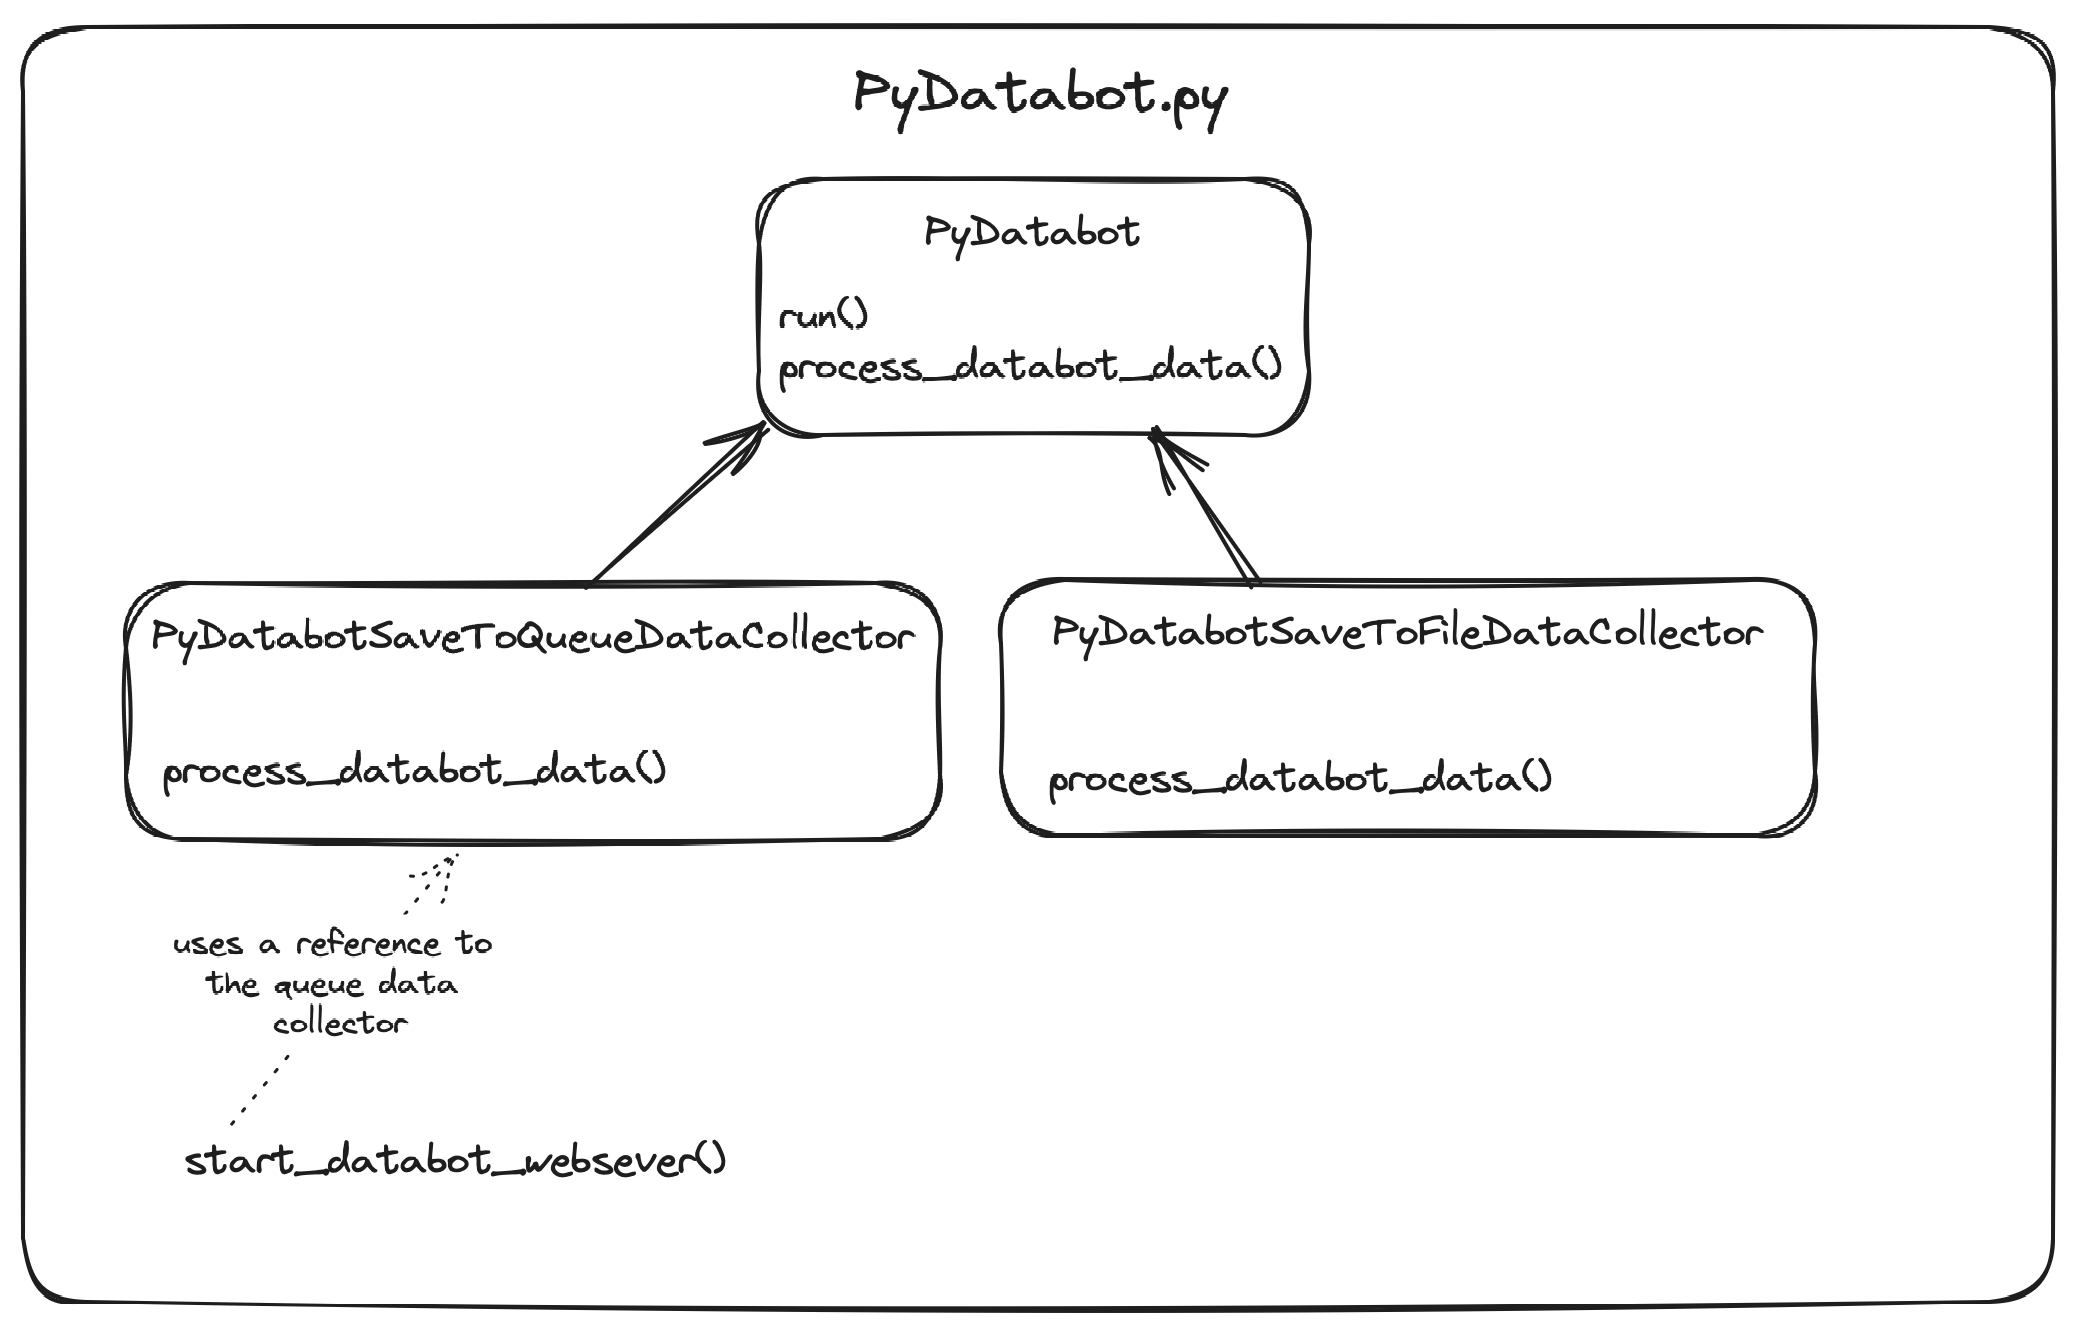 PyDatabot.py
PyDatabot
run()
process_databot_data()
PyDatabotSaveToQueueDataCollector
process_databot_data()
PyDatabotSaveToFileDataCollector
process_databot_data()
uses a reference to
the queue data
collector
start_databot_websever()